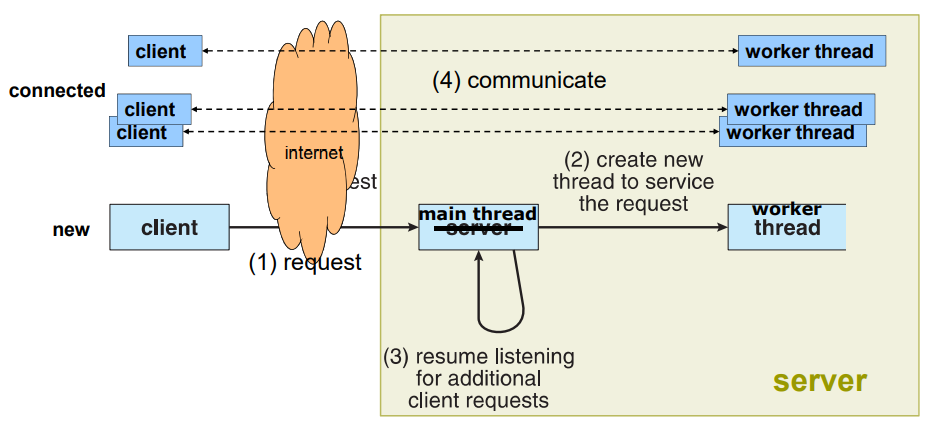 client
worker thread
(4) communicate
connected
client
worker thread
client
worker thread
internet
est
(2) create new
thread to service
the request
new
client
main thread
server
worker
thread
(1) request
(3) resume listening
for additional
client requests
server